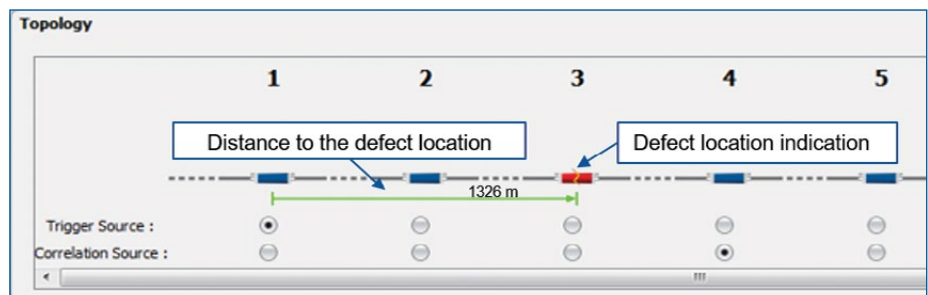 Topology
1 2 3 4 5
Distance to the defect location
Defect location indication
1326 m
Trigger Source :
Correlation Source :